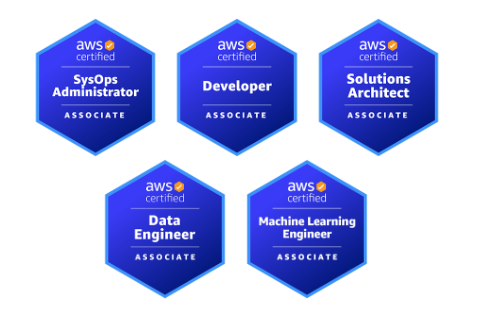 aws
certified
SysOps
Administrator
ASSOCIATE
aws
certified
Developer
ASSOCIATE
aws
certified
Solutions
Architect
ASSOCIATE
aws
certified
Data
Engineer
ASSOCIATE
aws
certified
Machine Learning
Engineer
ASSOCIATE